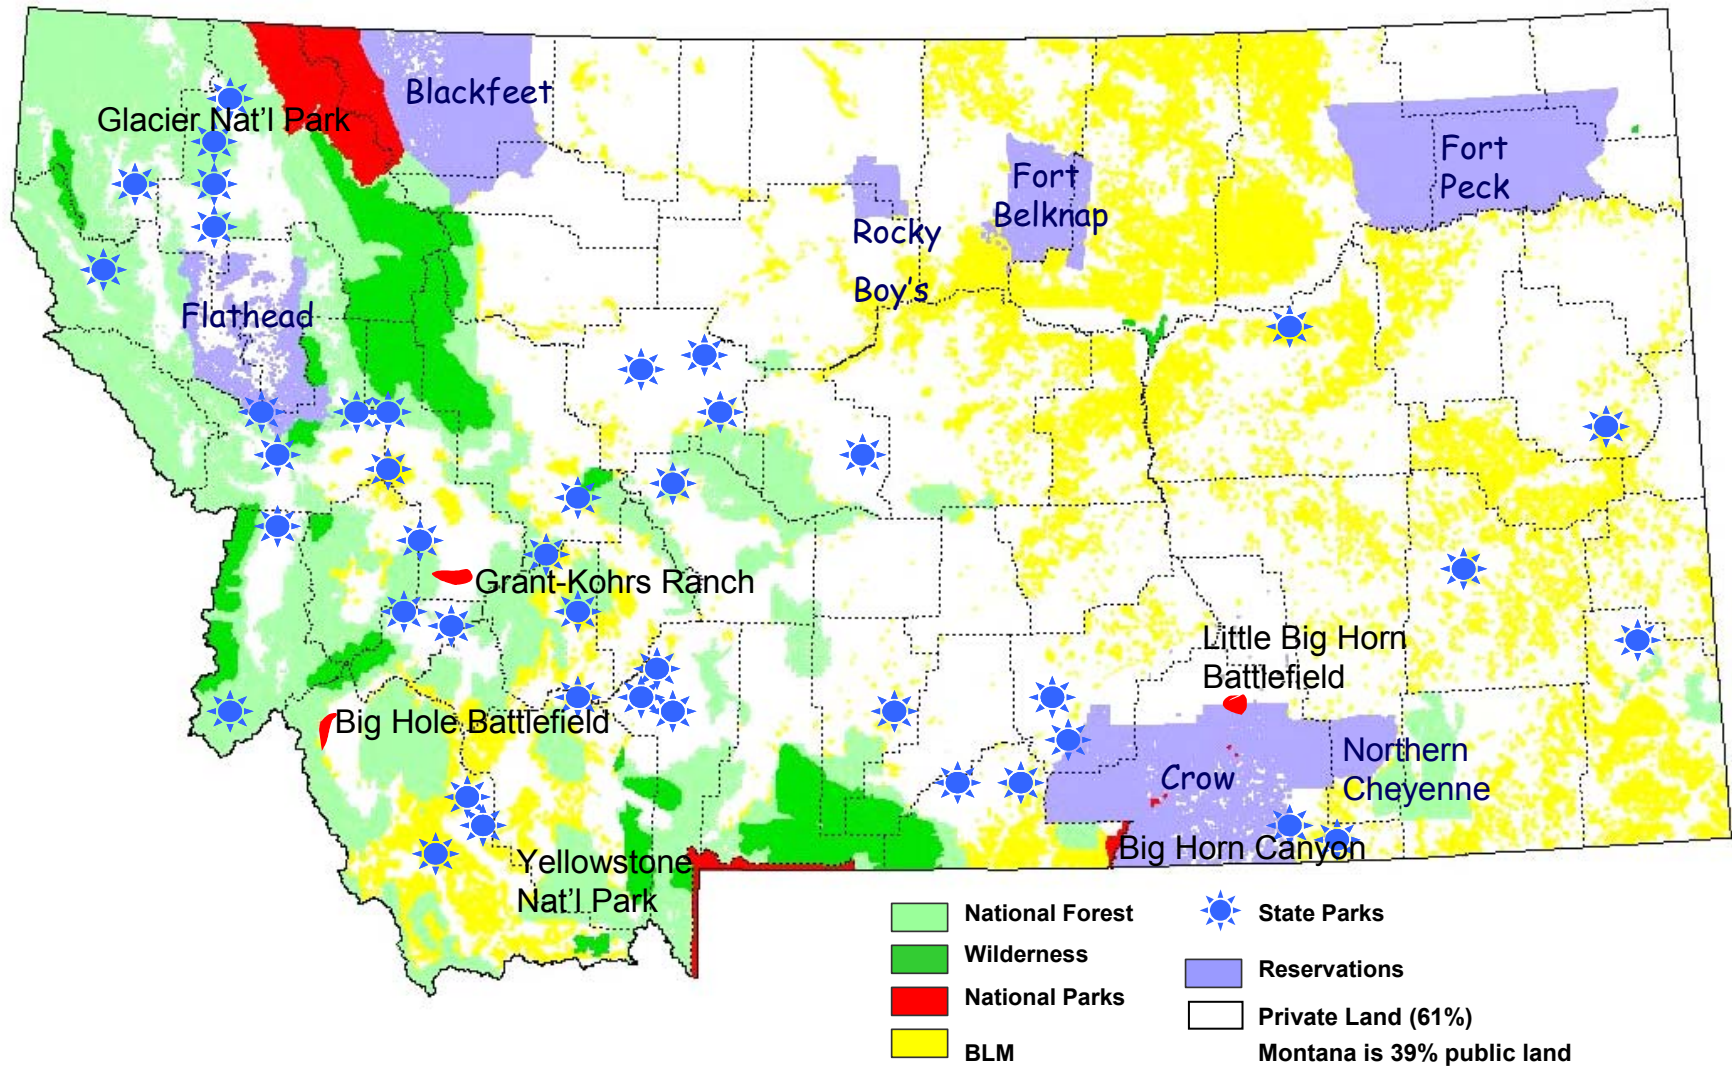 Blackfeet
Glacier Nat'l Park
Fort
Peck
Fort
Belknap
Rocky
Boy's
Flathead
Grant-Kohrs Ranch
Little Big Horn
Battlefield
Big Hole Battlefield
Northern
Cheyenne
Crow
Big Horn Canyon
Yellowstone
Nat'l Park
National Forest
Wilderness
National Parks
BLM
State Parks
Reservations
Private Land (61%)
Montana is 39% public land